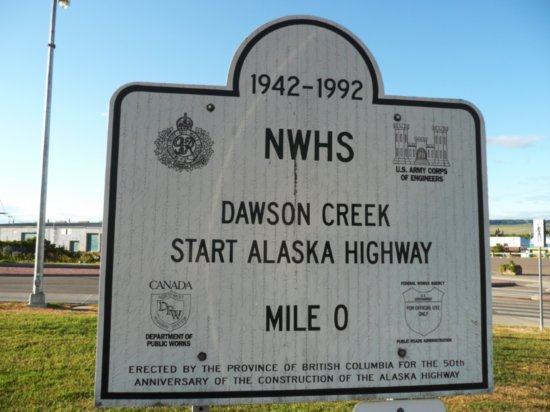 1942-1992
NWHS
U.S. ARMY CORPS
OF ENGINEERS
DAWSON CREEK
START ALASKA HIGHWAY
CANADA
DPW
DEPARTMENT OF
PUBLIC WORKS
MILE 0
FEDERAL WORKS AGENCY
U.S.
GOVERNMENT
FOR OFFICIAL USE
ONLY
PUBLIC ROADS ADMINISTRATION
ERECTED BY THE PROVINCE OF BRITISH COLUMBIA FOR THE 50th
ANNIVERSARY OF THE CONSTRUCTION OF THE ALASKA HIGHWAY